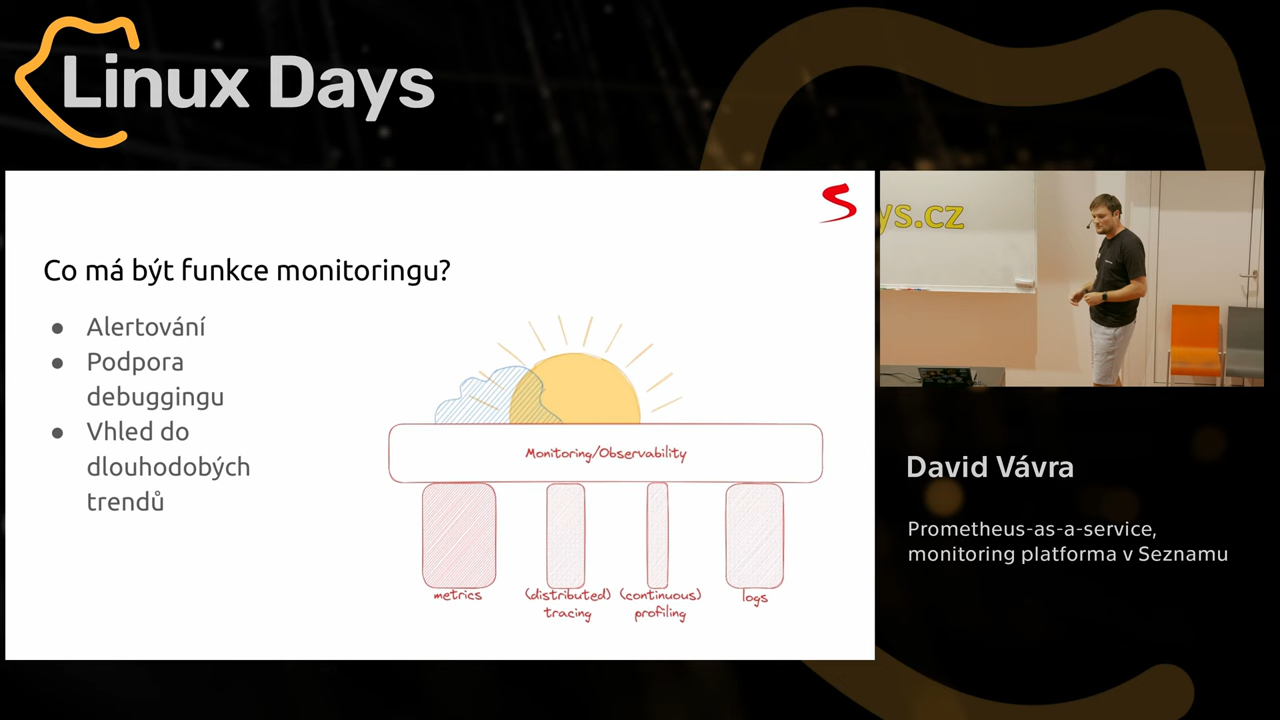 Linux Days
Co má být funkce monitoringu?
● Alertování
● Podpora
debuggingu
● Vhled do
dlouhodobých
trendů
Monitoring/Observability
metrics
(distributed)
tracing
(continuous)
profiling
logs
ys.cz
David Vávra
Prometheus-as-a-service,
monitoring platforma v Seznamu